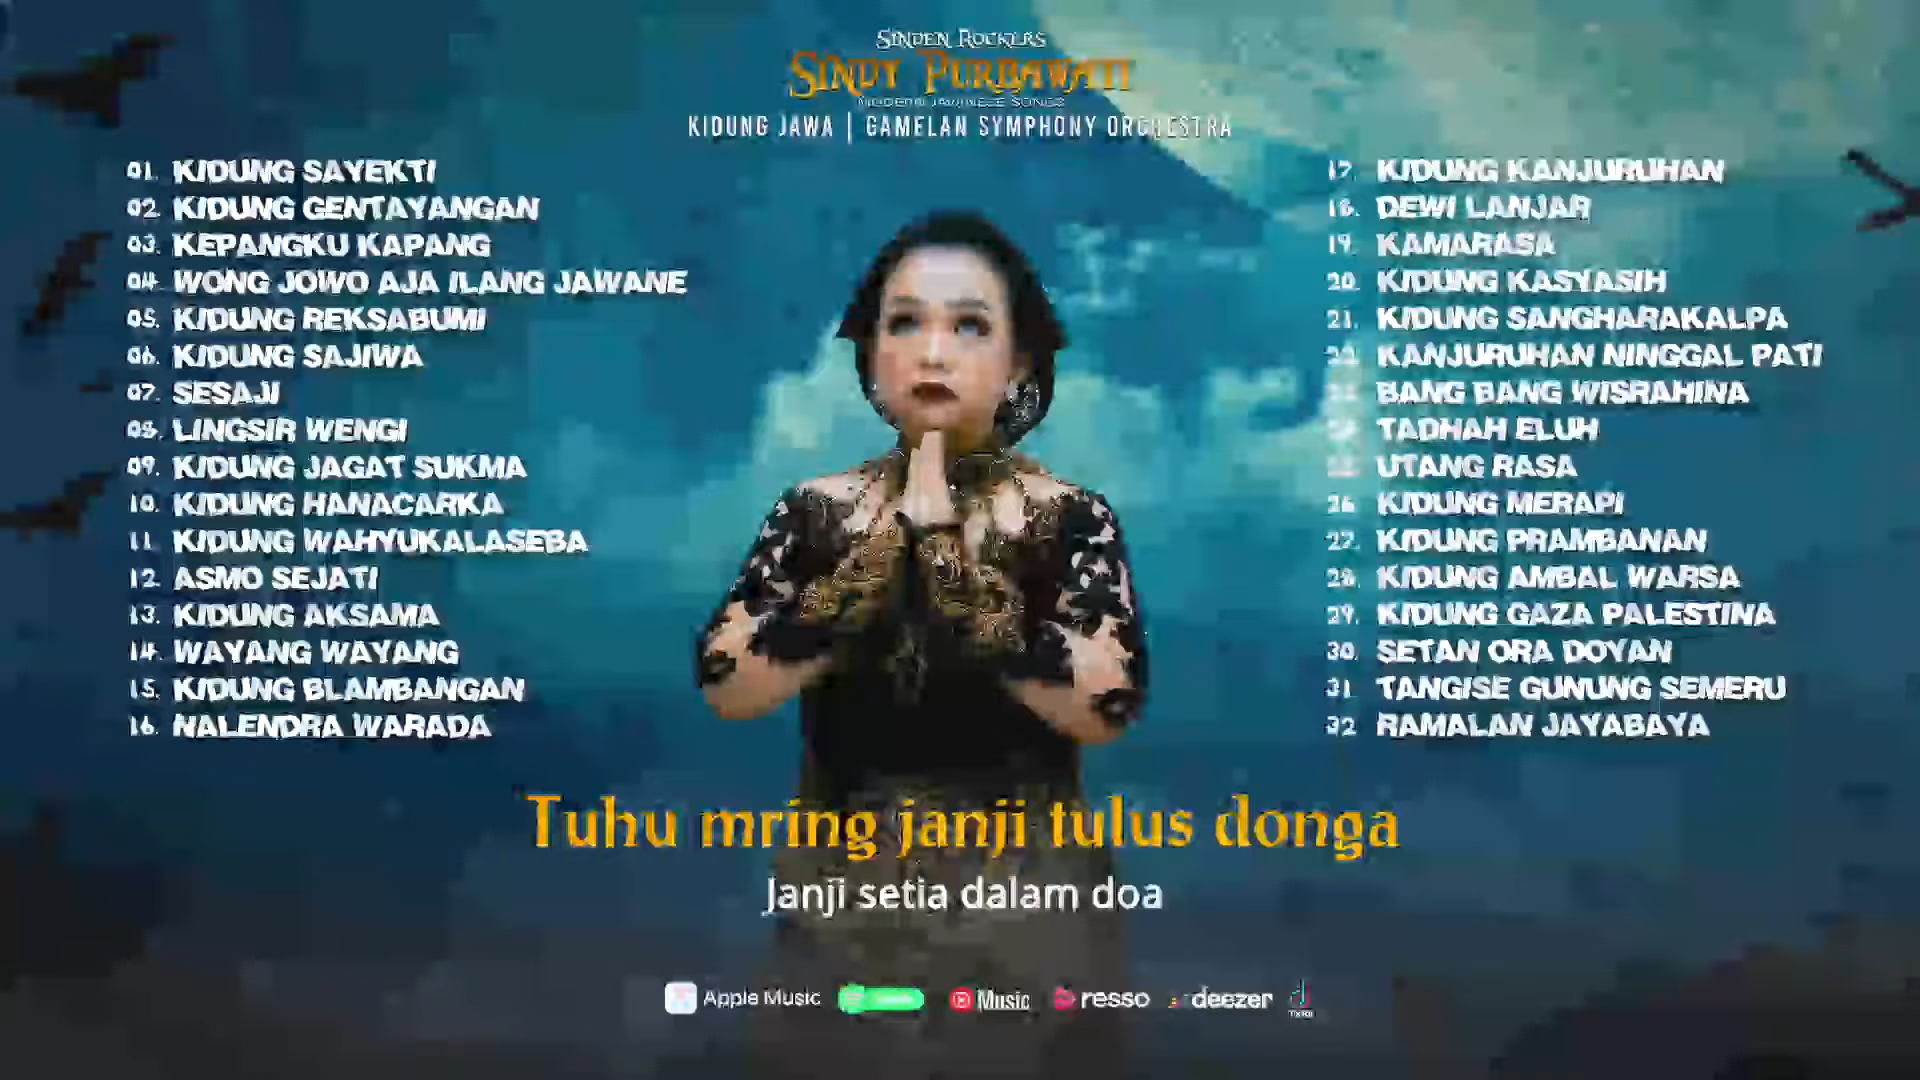 SINDEN ROCKERS
SINDY PURBAWATI
MODERN JAVANESE SONGS
KIDUNG JAWA | GAMELAN SYMPHONY ORCHESTRA
01. KIDUNG SAYEKTI
02. KIDUNG GENTAYANGAN
03. KEPANGKU KAPANG
04. WONG JOWO AJA ILANG JAWANE
05. KIDUNG REKSABUMI
06. KIDUNG SAJIWA
07. SESAJI
08. LINGSIR WENGI
09. KIDUNG JAGAT SUKMA
10. KIDUNG HANACARKA
11. KIDUNG WAHYUKALASEBA
12. ASMO SEJATI
13. KIDUNG AKSAMA
14. WAYANG WAYANG
15. KIDUNG BLAMBANGAN
16. NALENDRA WARADA
17. KIDUNG KANJURUHAN
18. DEWI LANJAR
19. KAMARASA
20. KIDUNG KASYASIH
21. KIDUNG SANGHARAKALPA
KANJURUHAN NINGGAL PATI
BANG BANG WISRAHINA
TADHAH ELUH
UTANG RASA
26. KIDUNG MERAPI
27. KIDUNG PRAMBANAN
28. KIDUNG AMBAL WARSA
29. KIDUNG GAZA PALESTINA
30. SETAN ORA DOYAN
31. TANGISE GUNUNG SEMERU
32. RAMALAN JAYABAYA
Tuhu mring janji tulus donga
Janji setia dalam doa
Apple Music
Music
resso
deezer